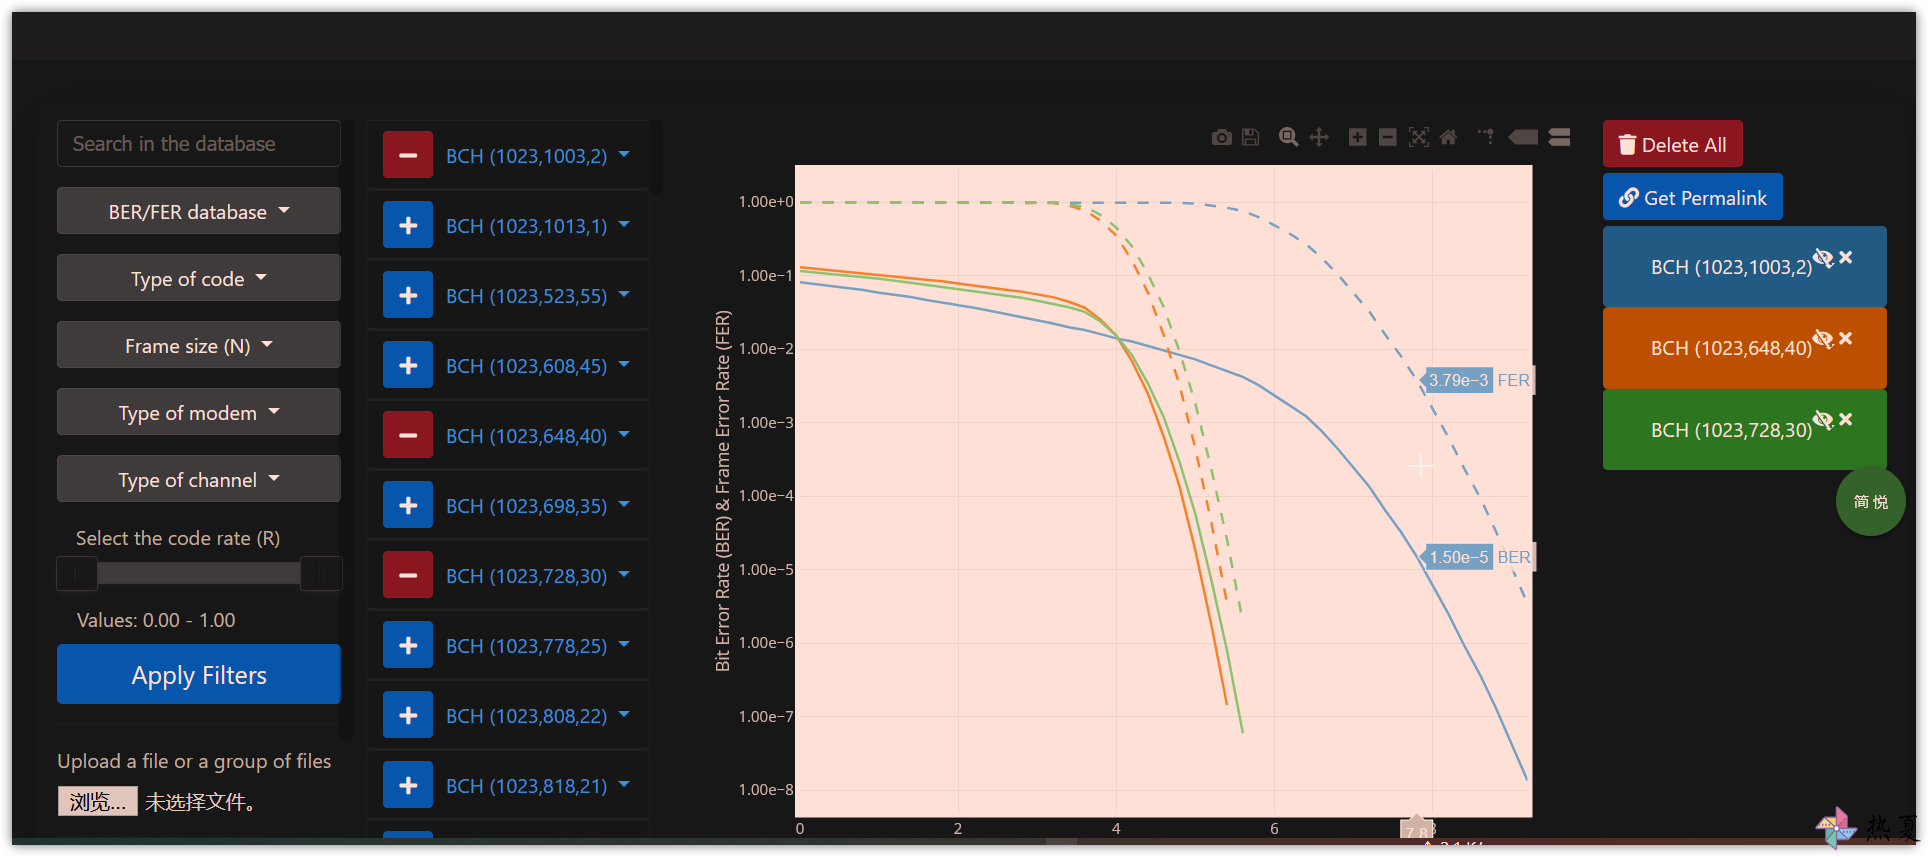 Search in the database
BER/FER database
Type of code
Frame size (N)
Type of modem
Type of channel
Select the code rate (R)
Values: 0.00 - 1.00
Apply Filters
Upload a file or a group of files
浏览... 未选择文件。
BCH (1023,1003,2)
BCH (1023,1013,1)
BCH (1023,523,55)
BCH (1023,608,45)
BCH (1023,648,40)
BCH (1023,698,35)
BCH (1023,728,30)
BCH (1023,778,25)
BCH (1023,808,22)
BCH (1023,818,21)
Bit Error Rate (BER) & Frame Error Rate (FER)
1.00e+0
1.00e−1
1.00e−2
1.00e−3
1.00e−4
1.00e−5
1.00e−6
1.00e−7
1.00e−8
3.79e−3 FER
1.50e−5 BER
0 2 4 6 7.8
Delete All
Get Permalink
BCH (1023,1003,2)
BCH (1023,648,40)
BCH (1023,728,30)
简悦
热夏